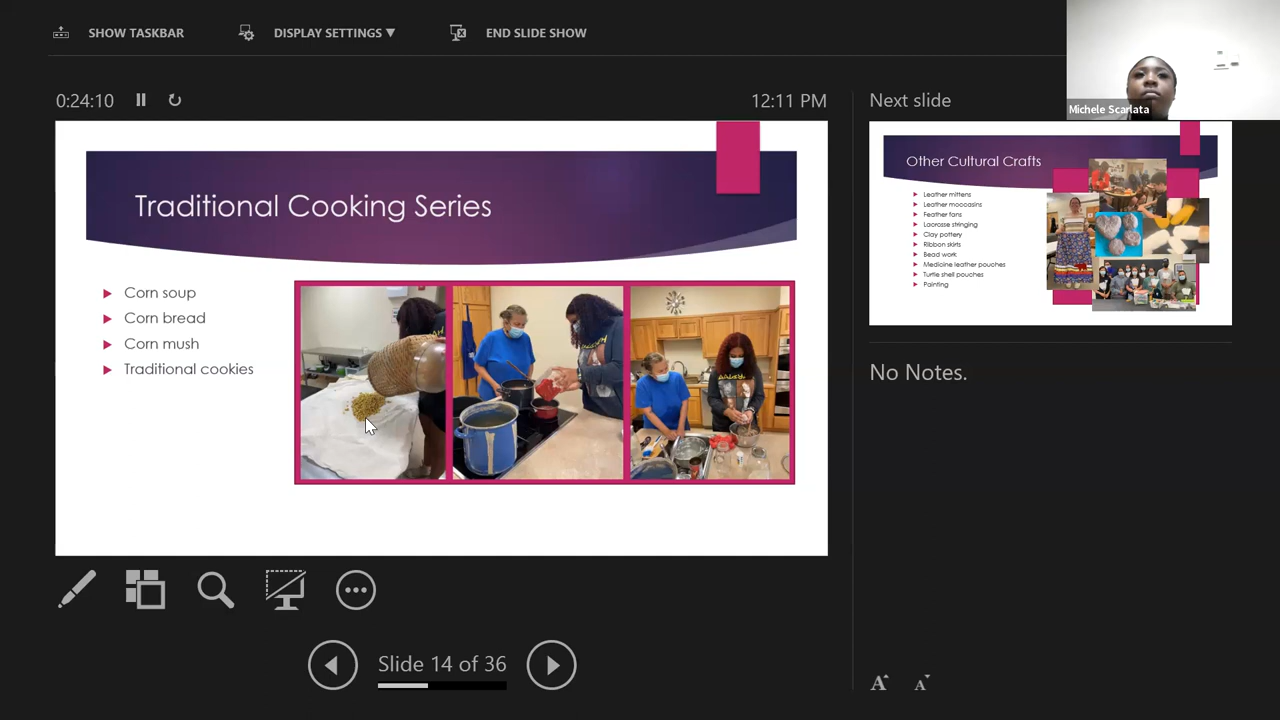 SHOW TASKBAR
DISPLAY SETTINGS ▼
END SLIDE SHOW
0:24:10
12:11 PM
Traditional Cooking Series
Corn soup
Corn bread
Corn mush
Traditional cookies
Slide 14 of 36
Michele Scarlata
Next slide
Other Cultural Crafts
Leather mittens
Leather moccasins
Feather fans
Lacrosse stringing
Clay pottery
Ribbon skirts
Bead work
Medicine leather pouches
Turtle shell pouches
Painting
No Notes.
A
A